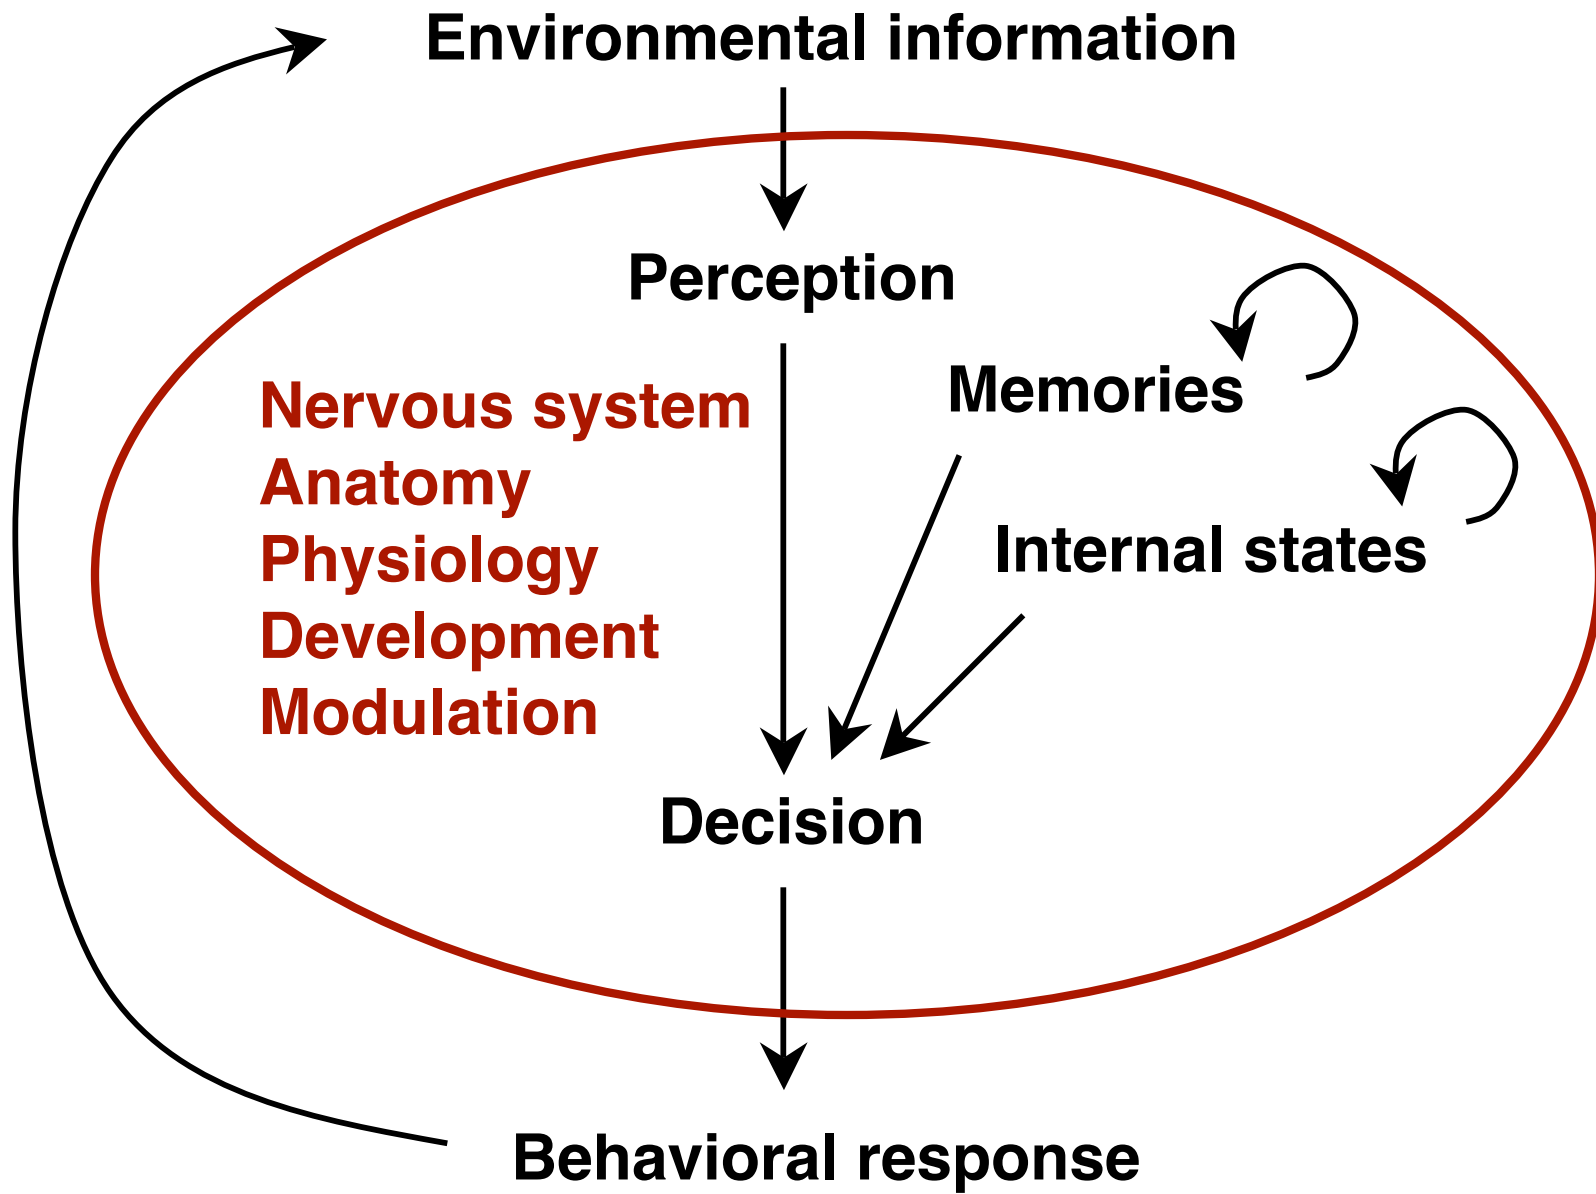 Environmental information
Perception
Memories
Nervous system
Anatomy
Internal states
Physiology
Development
Modulation
Decision
Behavioral response